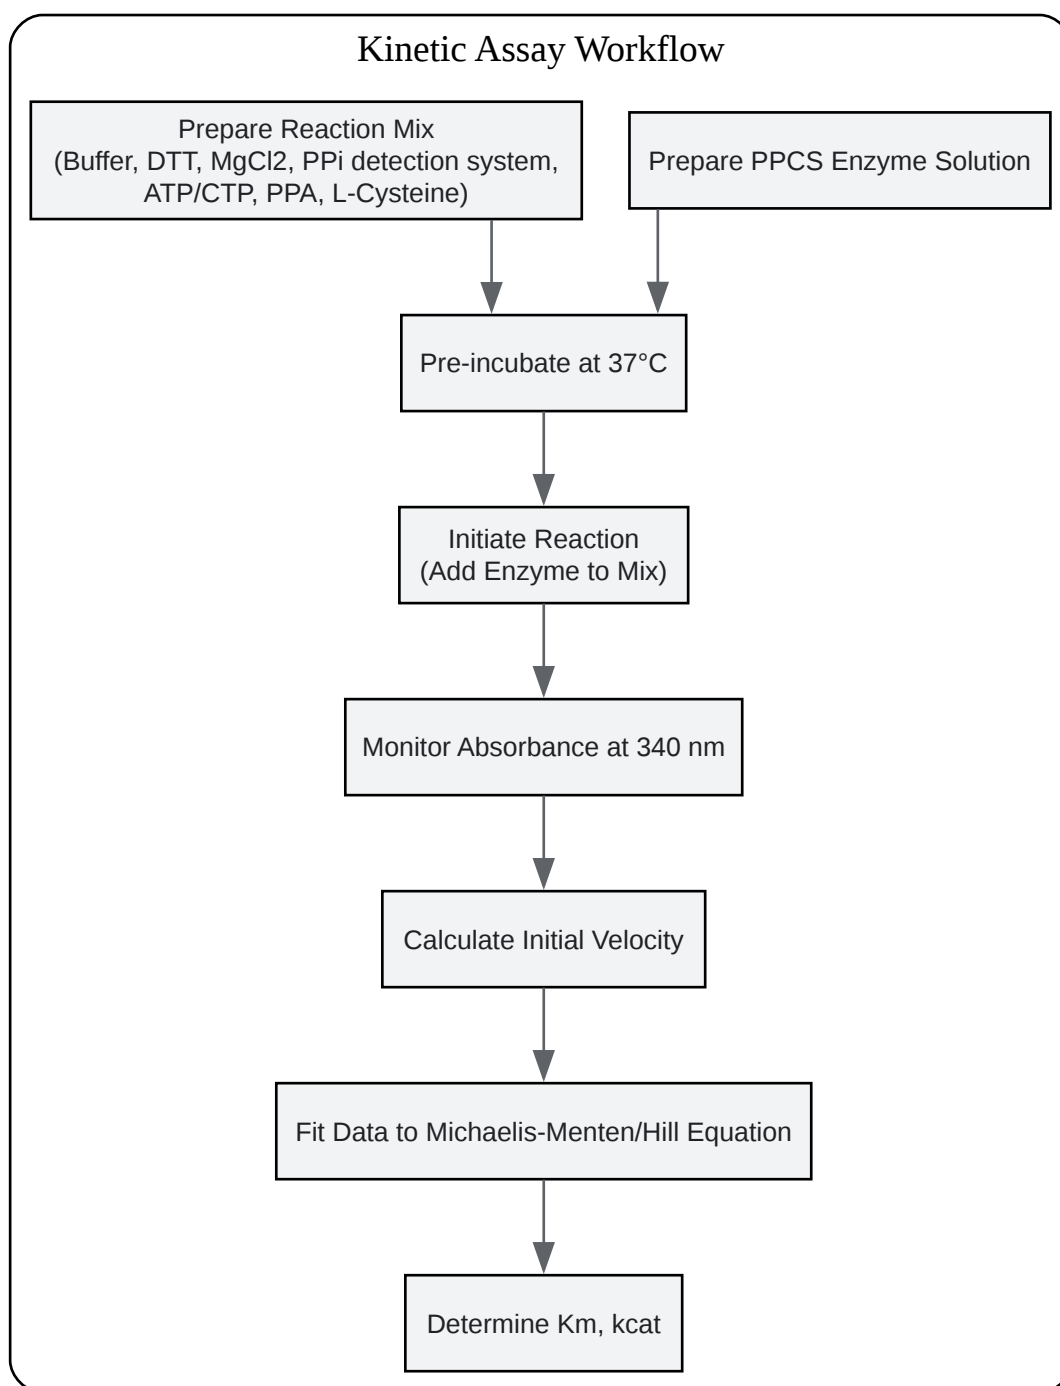 Kinetic Assay Workflow
Prepare Reaction Mix
(Buffer, DTT, MgCl2, PPi detection system,
ATP/CTP, PPA, L-Cysteine)
Prepare PPCS Enzyme Solution
Pre-incubate at 37°C
Initiate Reaction
(Add Enzyme to Mix)
Monitor Absorbance at 340 nm
Calculate Initial Velocity
Fit Data to Michaelis-Menten/Hill Equation
Determine Km, kcat